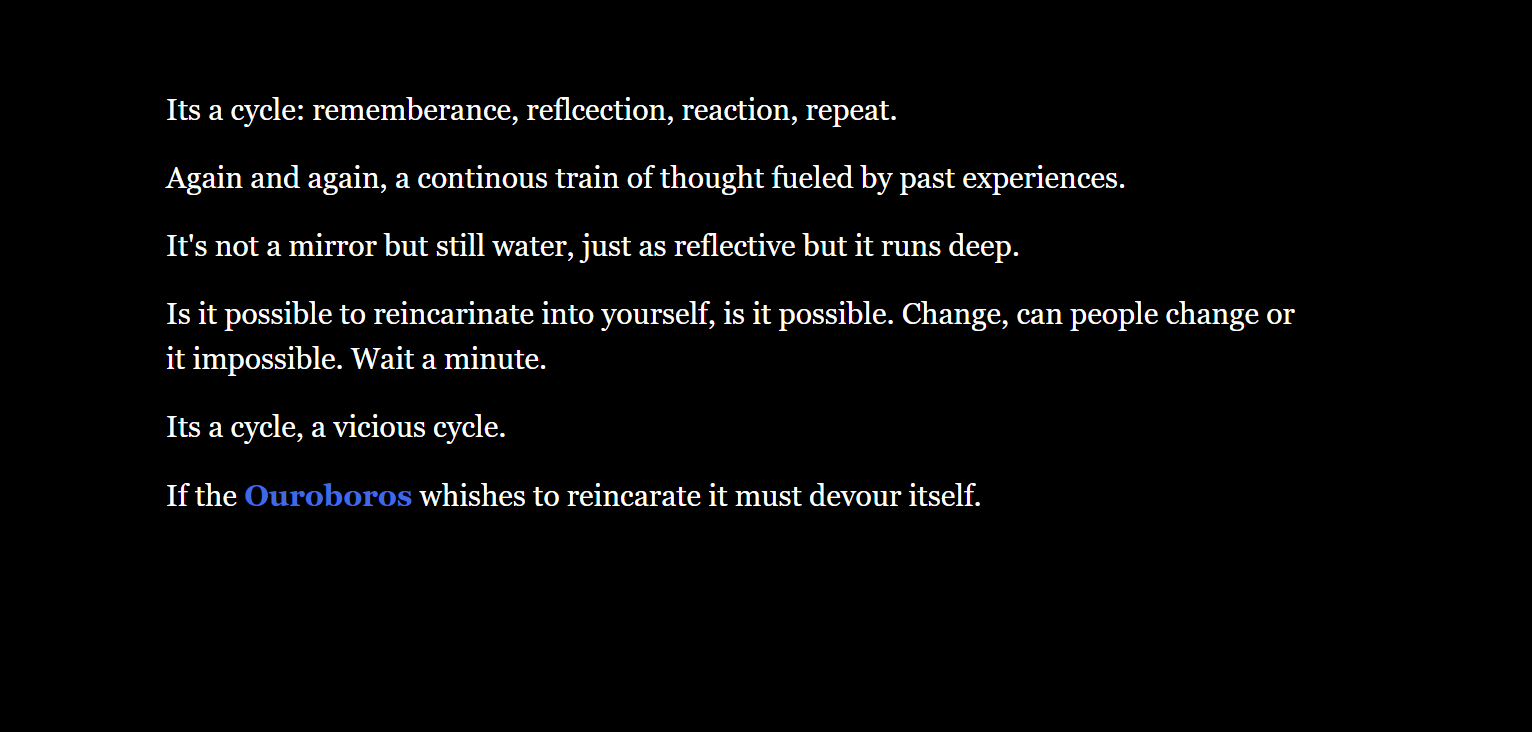 Its a cycle: rememberance, reflcection, reaction, repeat.
Again and again, a continous train of thought fueled by past experiences.
It's not a mirror but still water, just as reflective but it runs deep.
Is it possible to reincarinate into yourself, is it possible. Change, can people change or
it impossible. Wait a minute.
Its a cycle, a vicious cycle.
If the Ouroboros whishes to reincarate it must devour itself.